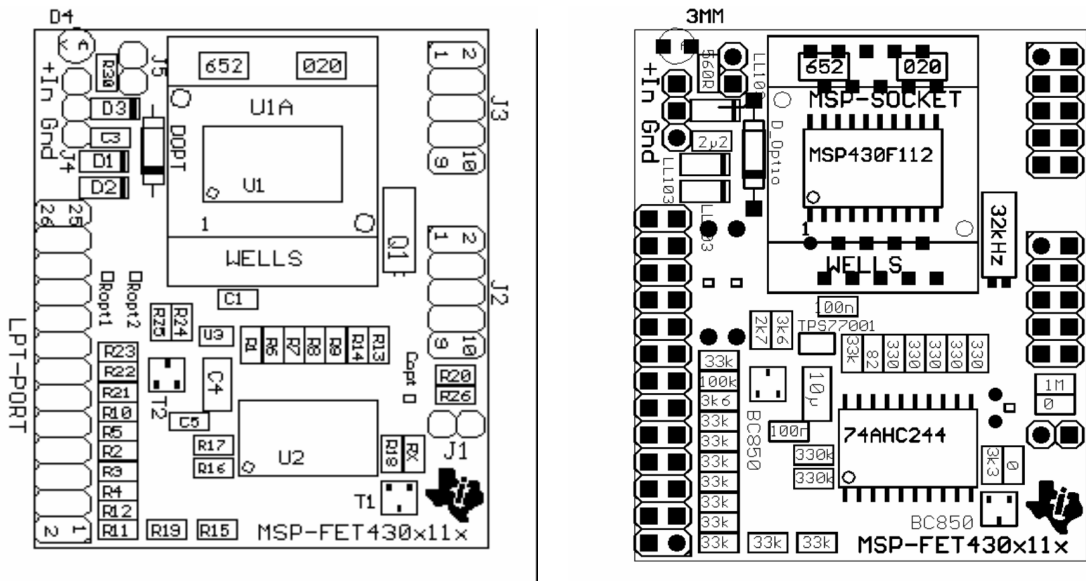 D4
J5
R30
652
020
+In Gnd
D3
U1A
C3
DOPT
J4
D1
D2
U1
1
WELLS
Q1
1
2
9
10
J3
1
2
9
10
J2
26
25
Ropt1
Ropt2
C1
R25
R24
U3
R1
R6
R7
R8
R9
R14
R13
LPT-PORT
R23
R22
R21
R10
R5
R2
R3
R4
R12
R11
T2
C4
C5
Copt
R20
R26
R17
R16
U2
R18
RX
J1
T1
2
1
R19
R15
MSP-FET430x11x
3MM
560R
LL103
652
020
+In Gnd
MSP-SOCKET
2µ2
D_Optio
MSP430F112
LL103
LL103
1
32kHz
WELLS
100n
2k7
3k6
TPS77001
33k
82
330
330
330
330
330
33k
100k
3k6
33k
33k
33k
33k
33k
33k
33k
10µ
BC850
100n
1M
0
74AHC244
330k
330k
3k3
0
BC850
33k
33k
MSP-FET430x11x